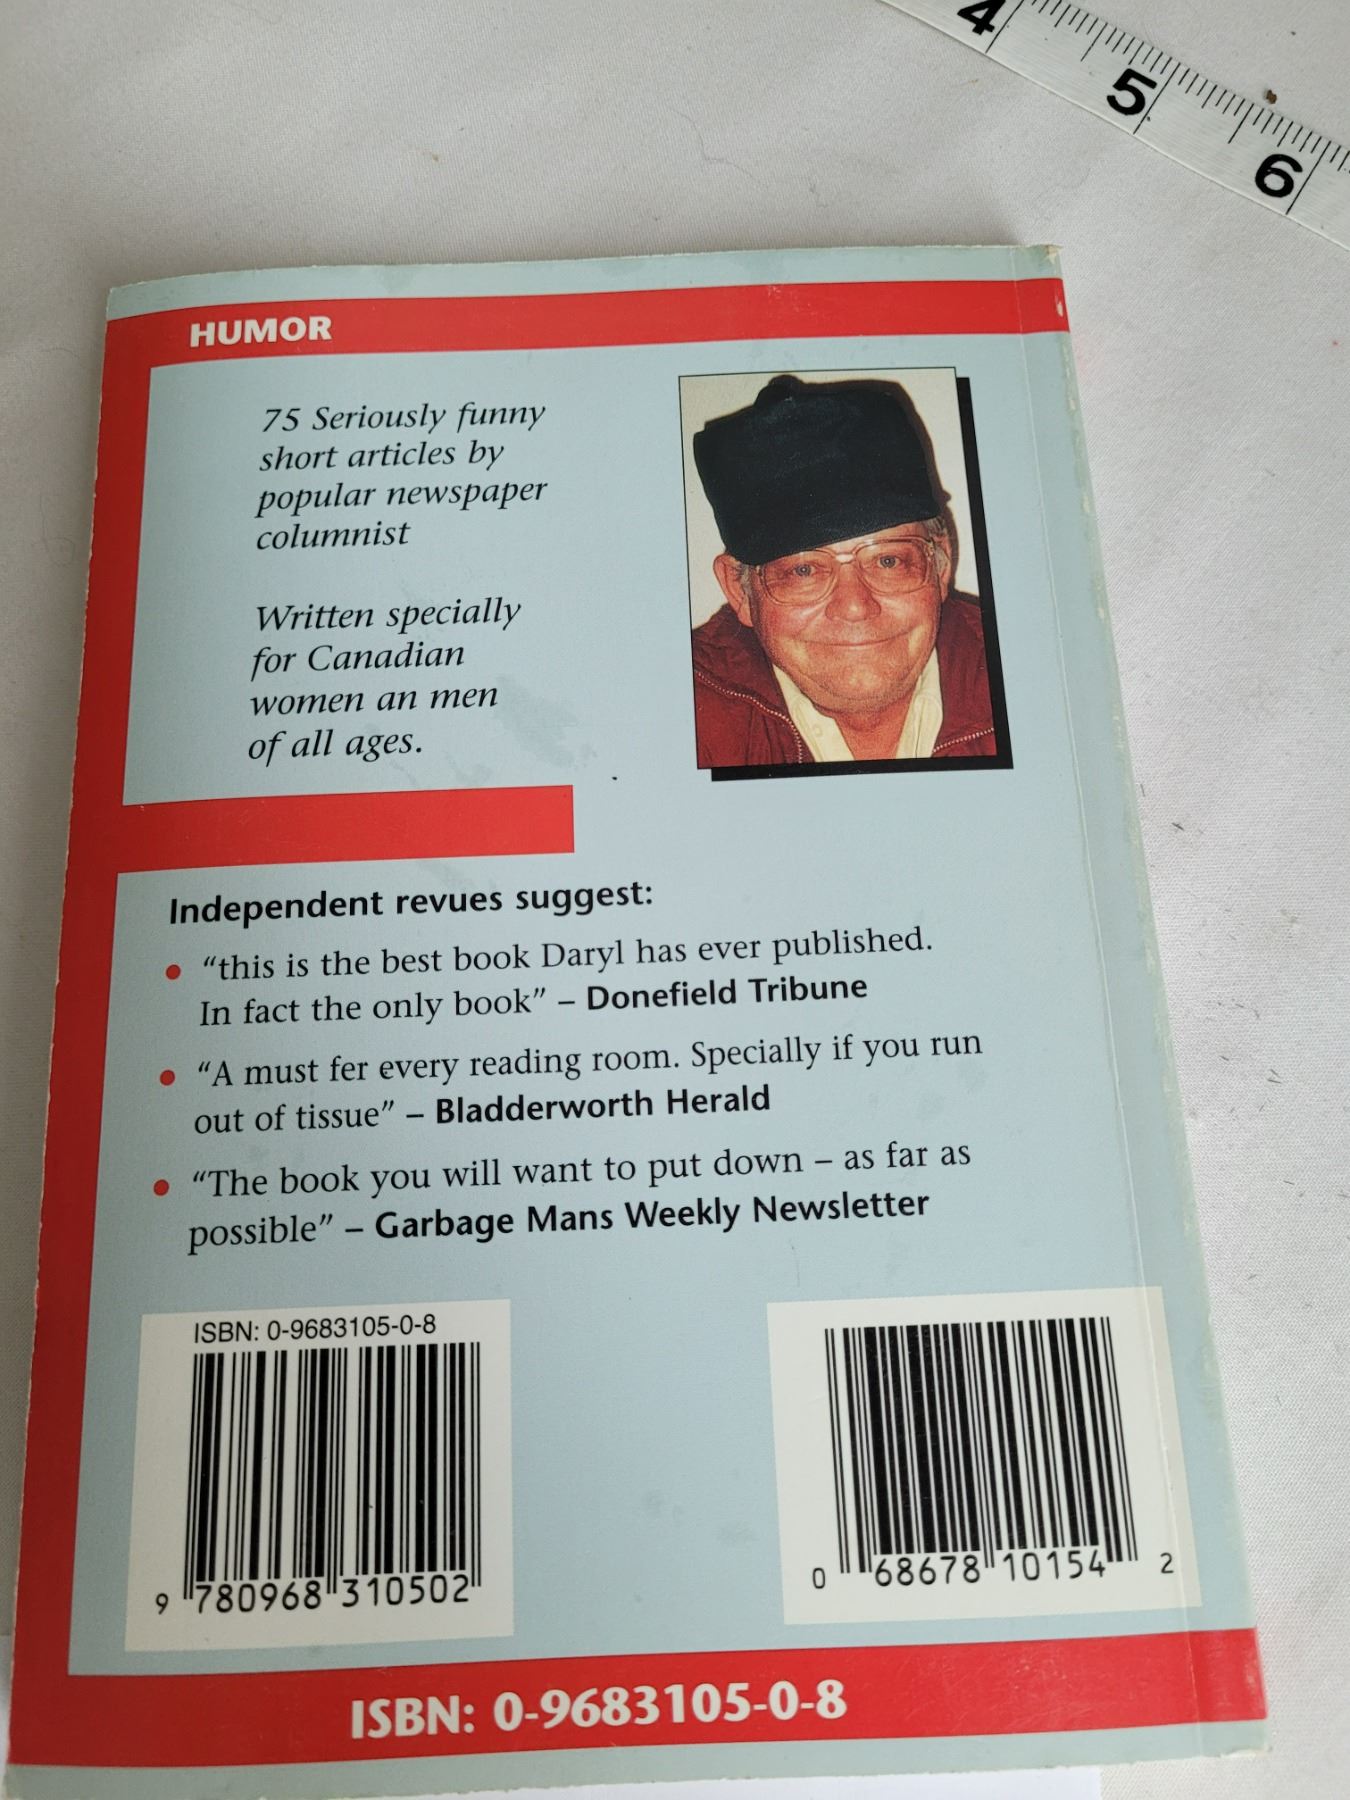 4
5
6
HUMOR
75 Seriously funny
short articles by
popular newspaper
columnist
Written specially
for Canadian
women an men
of all ages.
Independent revues suggest:
• “this is the best book Daryl has ever published.
In fact the only book” – Donefield Tribune
• “A must fer every reading room. Specially if you run
out of tissue” – Bladderworth Herald
• “The book you will want to put down – as far as
possible” – Garbage Mans Weekly Newsletter
ISBN: 0-9683105-0-8
9 780968 310502
0 68678 10154 2
ISBN: 0-9683105-0-8